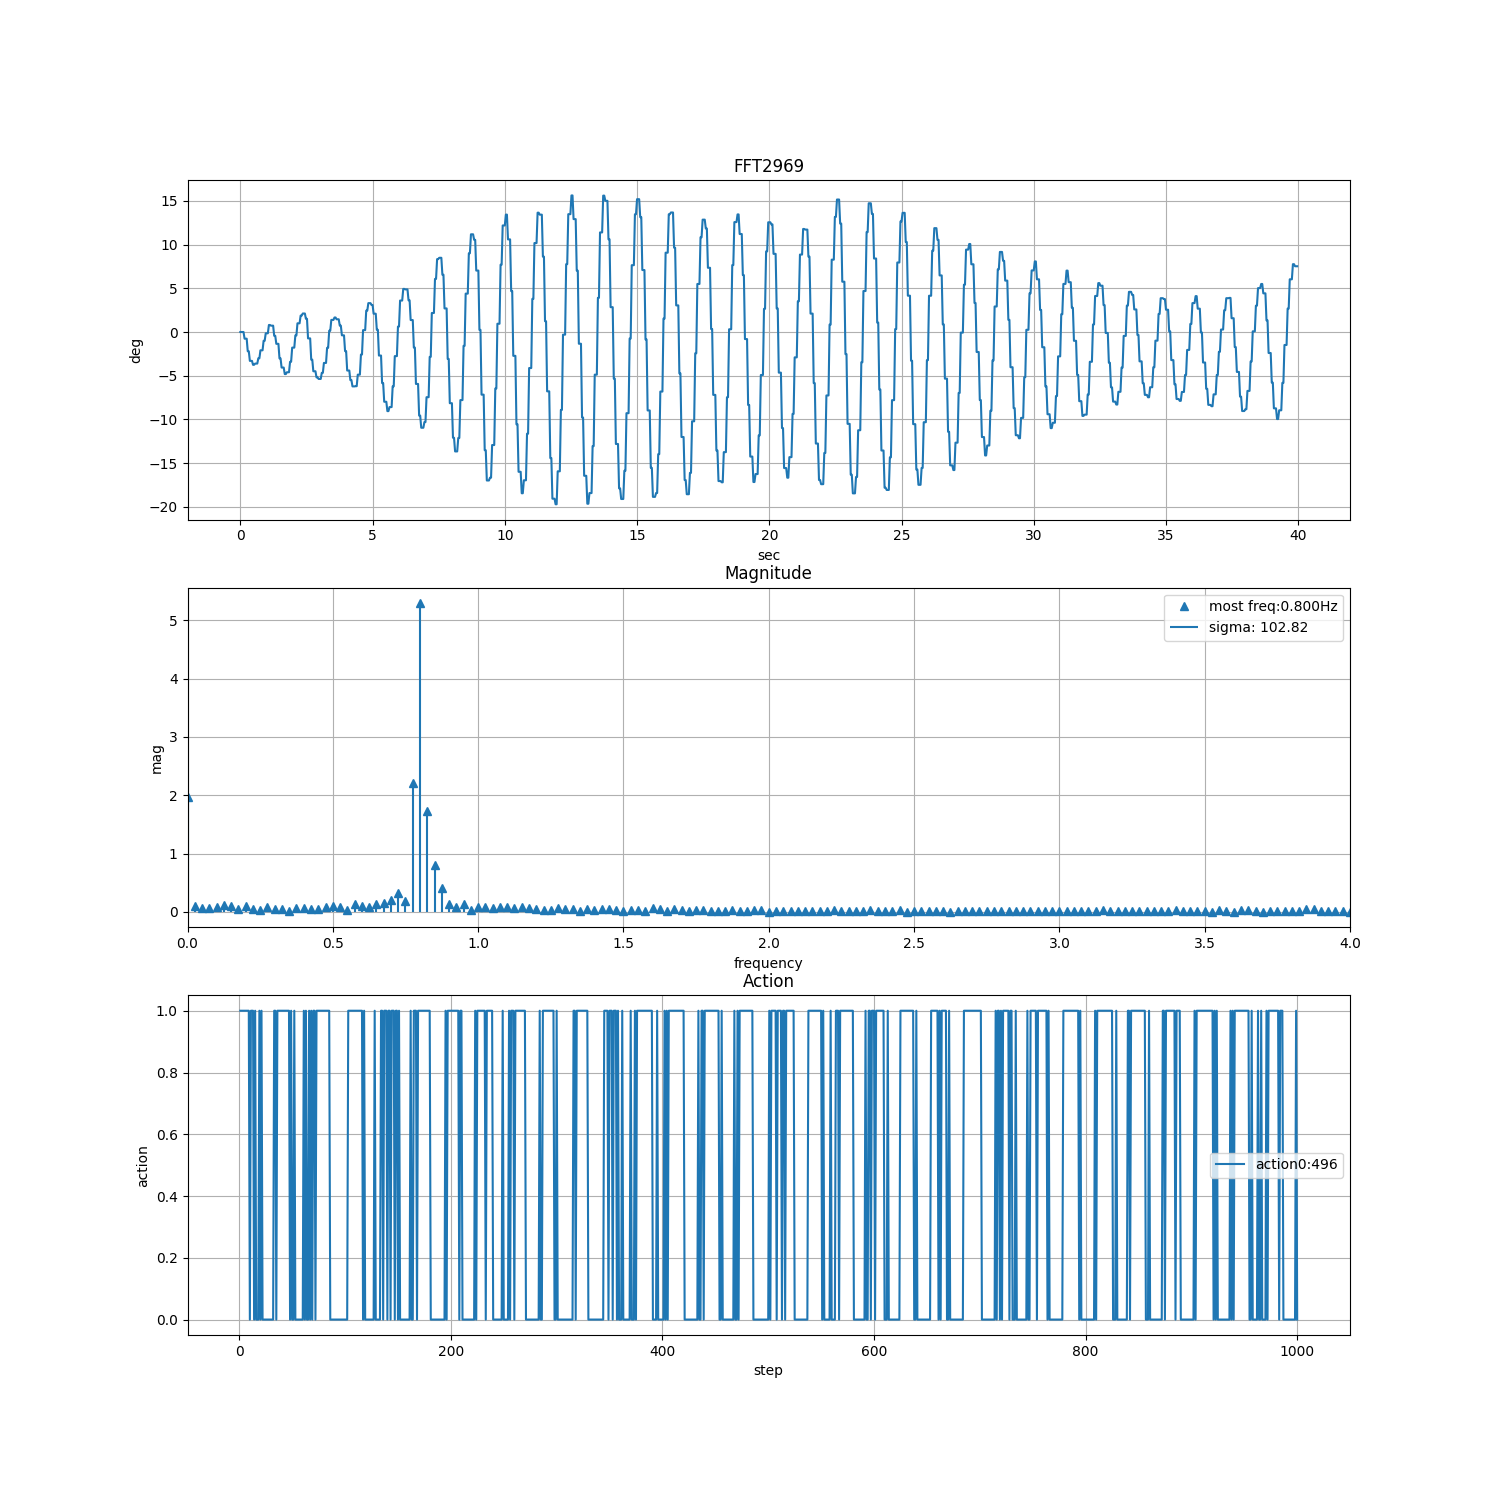 FFT2969
15
10
5
0
−5
−10
−15
−20
deg
0 5 10 15 20 25 30 35 40
sec
Magnitude
most freq:0.800Hz
sigma: 102.82
5
4
3
2
1
0
mag
0.0 0.5 1.0 1.5 2.0 2.5 3.0 3.5 4.0
frequency
Action
1.0
0.8
0.6
0.4
0.2
0.0
action
action0:496
0 200 400 600 800 1000
step